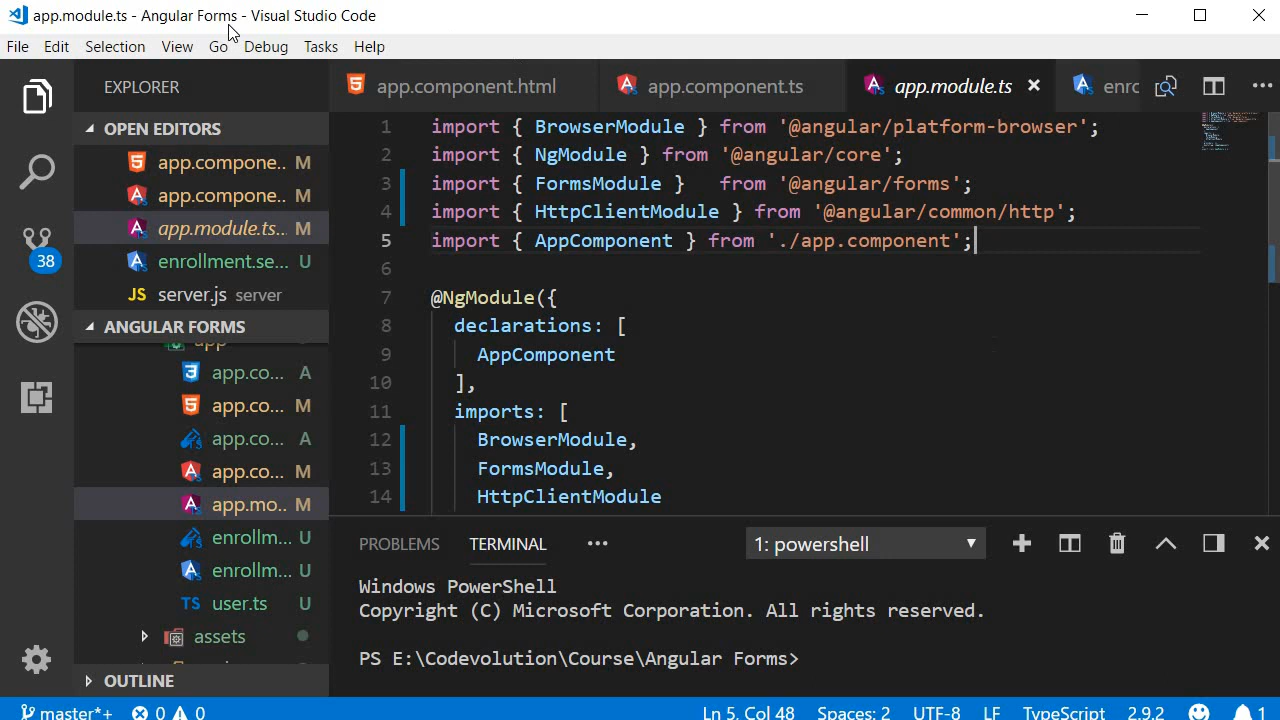 app.module.ts - Angular Forms - Visual Studio Code
File Edit Selection View Go Debug Tasks Help
EXPLORER
OPEN EDITORS
app.compone.. M
app.compone.. M
app.module.ts... M
enrollment.se... U
JS server.js server
38
ANGULAR FORMS
app
app.co... A
app.co... M
app.co... A
app.co... M
app.mo.. M
enrollm... U
enrollm... U
TS user.ts U
assets
OUTLINE
app.component.html app.component.ts app.module.ts enro
1 import { BrowserModule } from '@angular/platform-browser';
2 import { NgModule } from '@angular/core';
3 import { FormsModule }   from '@angular/forms';
4 import { HttpClientModule } from '@angular/common/http';
5 import { AppComponent } from './app.component';
6
7 @NgModule({
8 declarations: [
9 AppComponent
10 ],
11 imports: [
12 BrowserModule,
13 FormsModule,
14 HttpClientModule
PROBLEMS TERMINAL ••• 1: powershell
Windows PowerShell
Copyright (C) Microsoft Corporation. All rights reserved.
PS E:\Codevolution\Course\Angular Forms>
master*+ 0 0 Ln 5, Col 48 Spaces: 2 UTF-8 LF TypeScript 2.9.2 1